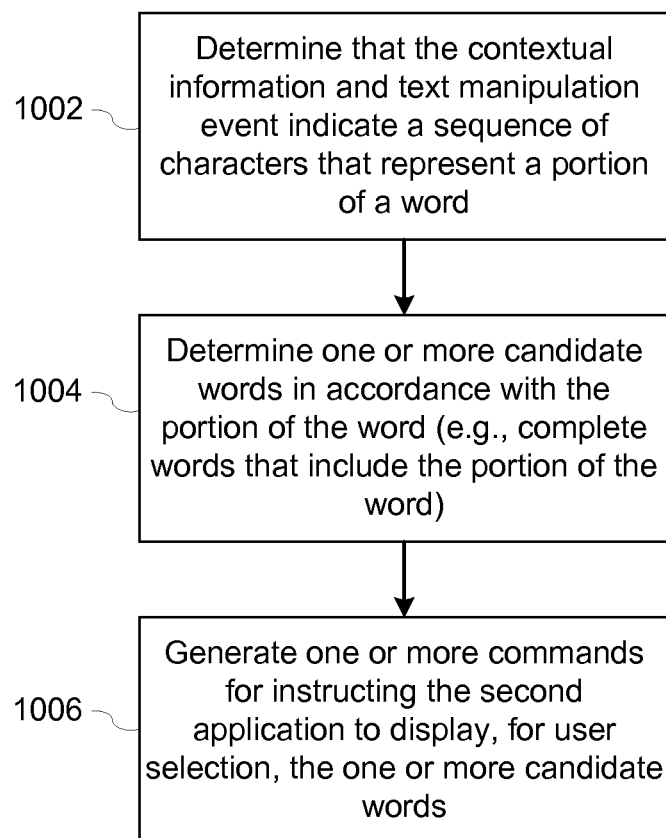 Determine that the contextual
information and text manipulation
1002
event indicate a sequence of
characters that represent a portion
of a word
Determine one or more candidate
words in accordance with the
1004
portion of the word (e.g., complete
words that include the portion of the
word)
Generate one or more commands
for instructing the second
1006
application to display, for user
selection, the one or more candidate
words